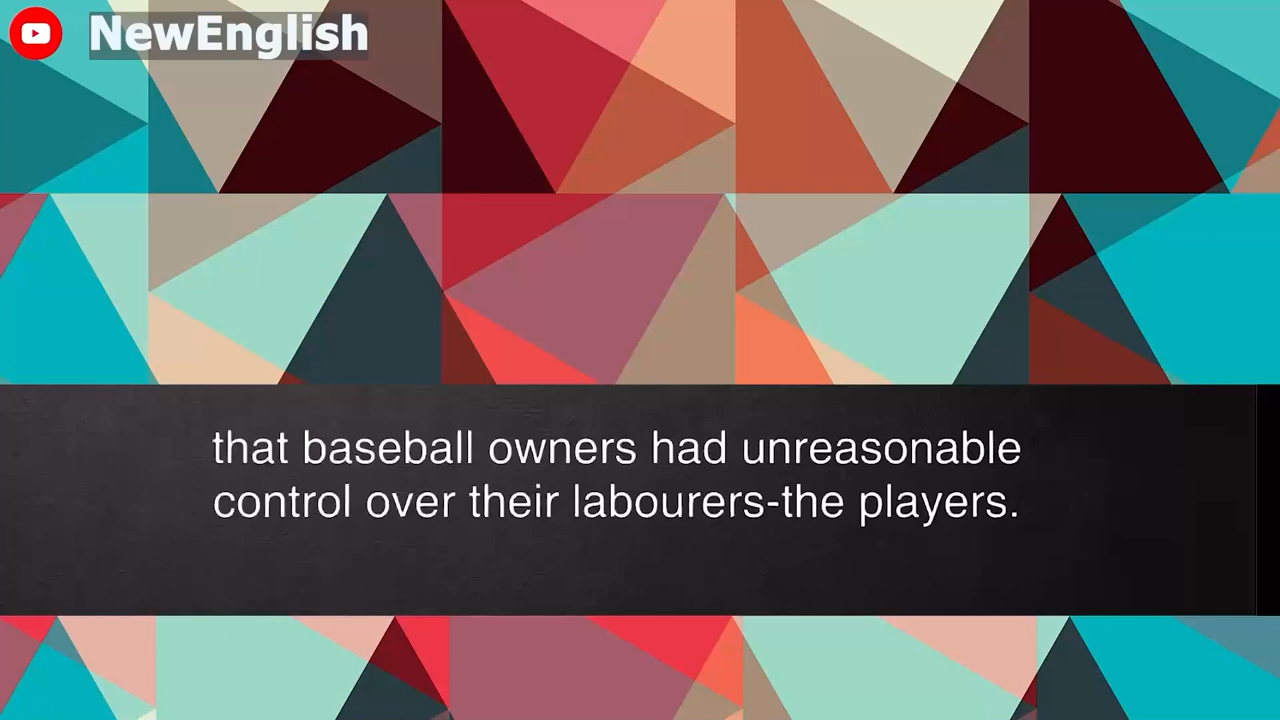 NewEnglish
that baseball owners had unreasonable
control over their labourers-the players.